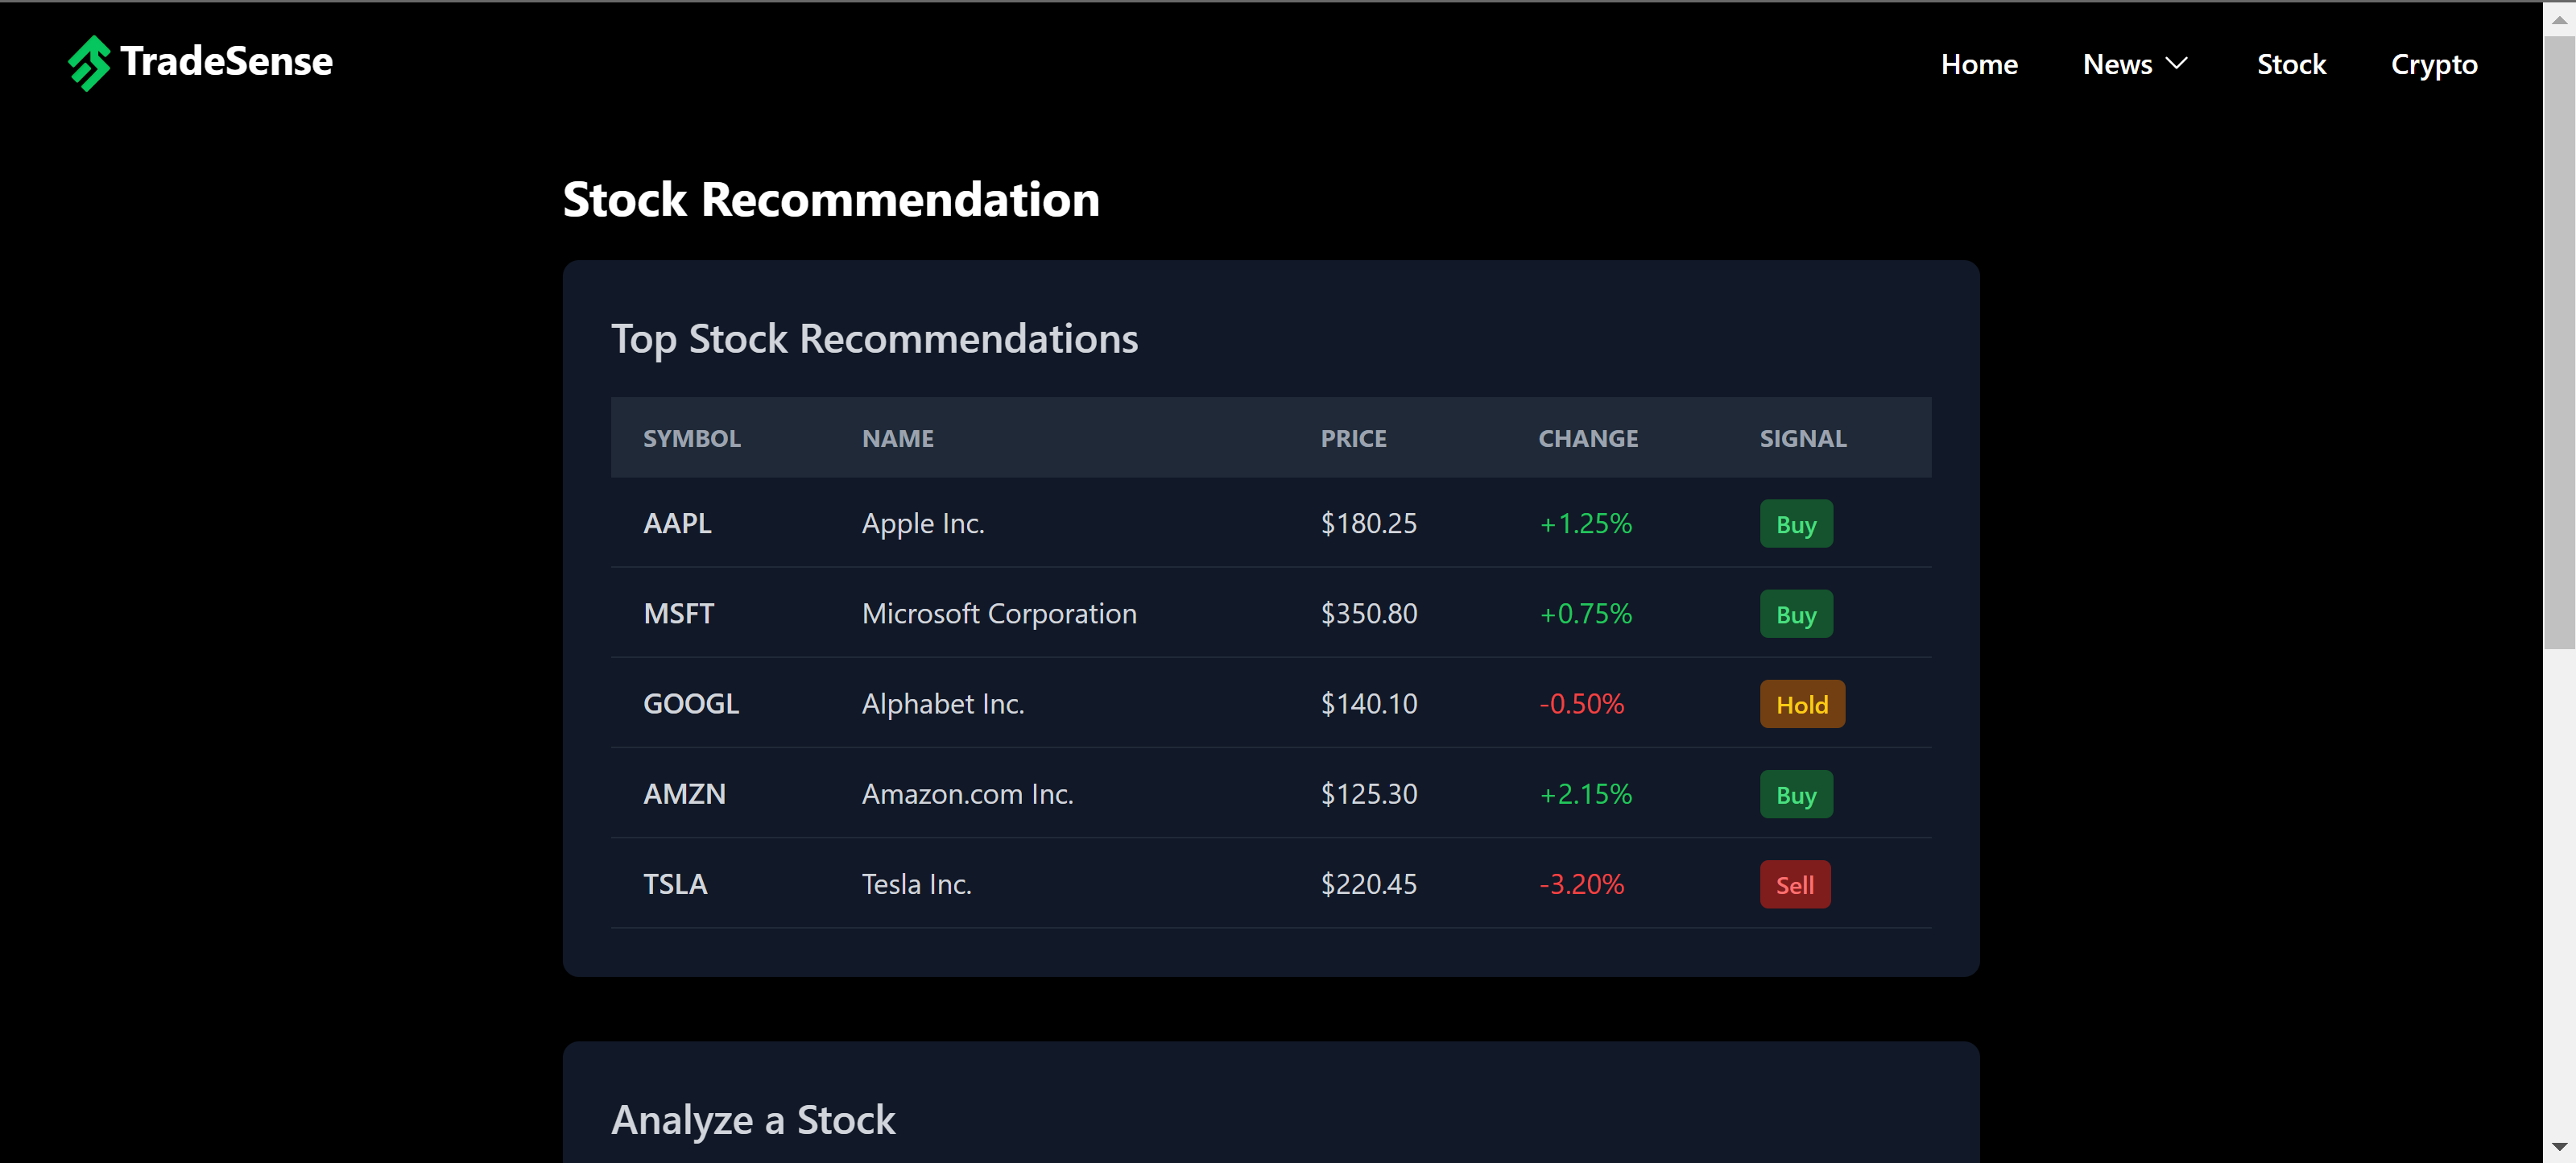 TradeSense
Home News Stock Crypto
Stock Recommendation
Top Stock Recommendations
SYMBOL NAME PRICE CHANGE SIGNAL
AAPL Apple Inc. $180.25 +1.25% Buy
MSFT Microsoft Corporation $350.80 +0.75% Buy
GOOGL Alphabet Inc. $140.10 -0.50% Hold
AMZN Amazon.com Inc. $125.30 +2.15% Buy
TSLA Tesla Inc. $220.45 -3.20% Sell
Analyze a Stock